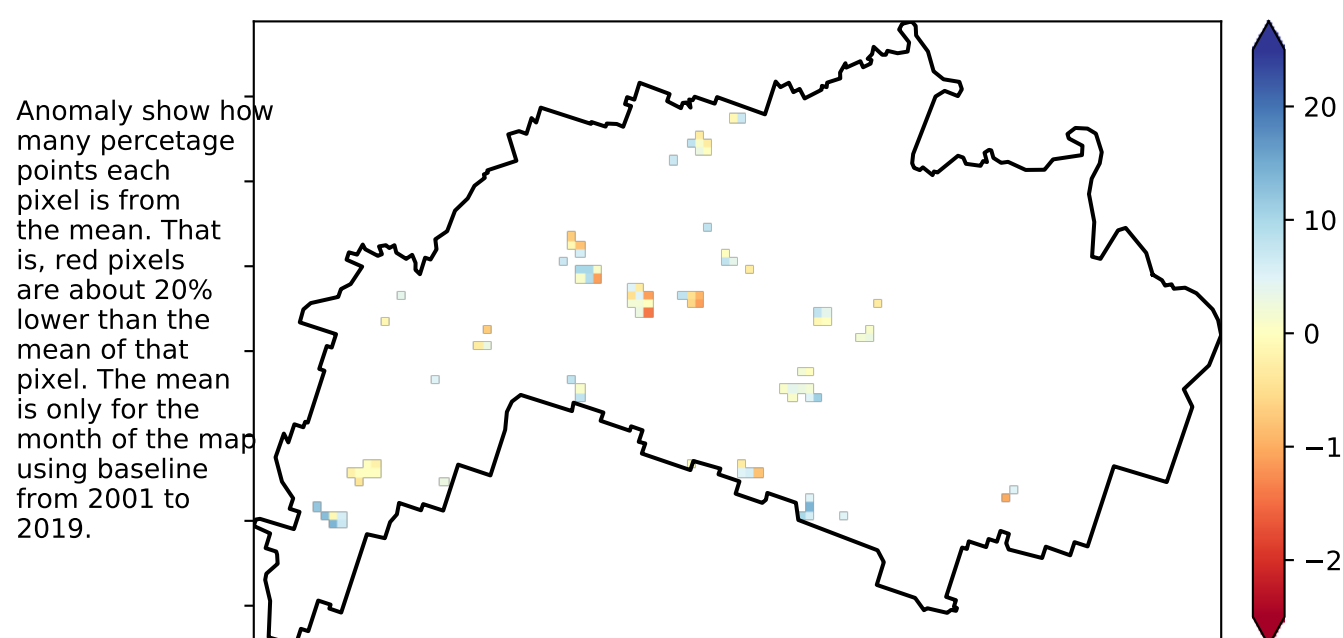 Anomaly show how
many percetage
points each
pixel is from
the mean. That
is, red pixels
are about 20%
lower than the
mean of that
pixel. The mean
is only for the
month of the map
using baseline
from 2001 to
2019.
20
10
0
−1
−2